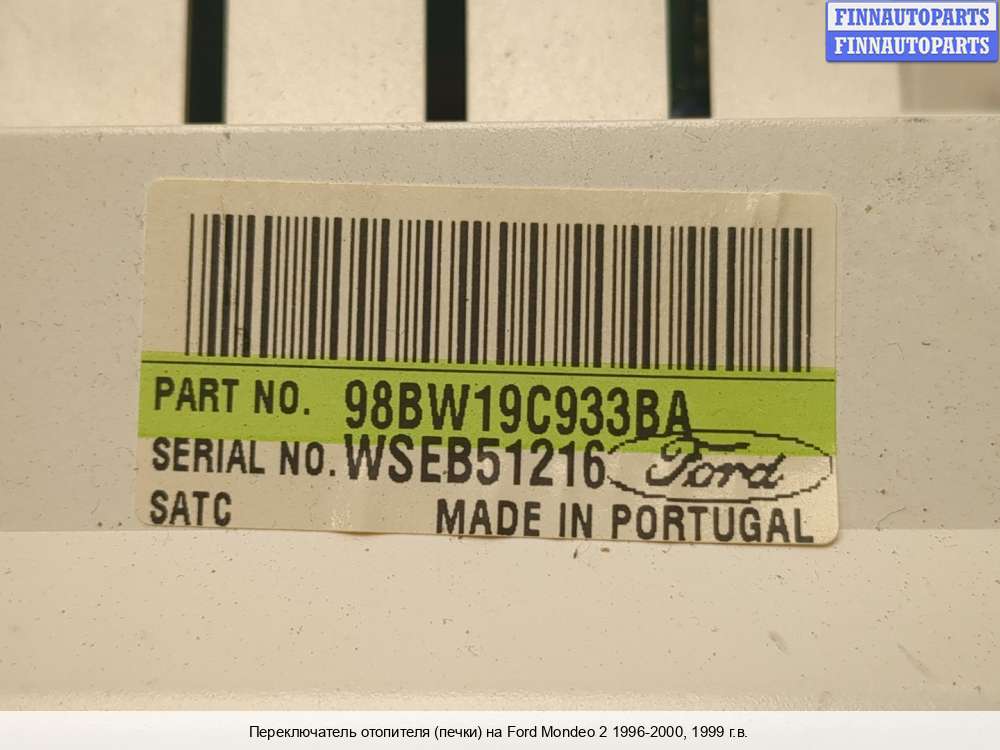 FINNAUTOPARTS
FINNAUTOPARTS
PART NO. 98BW19C933BA
SERIAL NO. WSEB51216 Ford
SATC MADE IN PORTUGAL
Переключатель отопителя (печки) на Ford Mondeo 2 1996-2000, 1999 г.в.